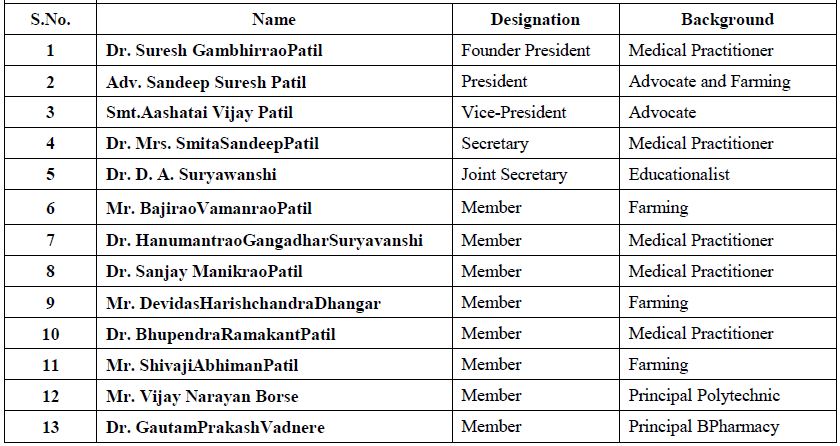 S.No. Name Designation Background
1 Dr. Suresh GambhirraoPatil Founder President Medical Practitioner
2 Adv. Sandeep Suresh Patil President Advocate and Farming
3 Smt.Aashatai Vijay Patil Vice-President Advocate
4 Dr. Mrs. SmitaSandeepPatil Secretary Medical Practitioner
5 Dr. D. A. Suryawanshi Joint Secretary Educationalist
6 Mr. BajiraoVamanraoPatil Member Farming
7 Dr. HanumantraoGangadharSuryavanshi Member Medical Practitioner
8 Dr. Sanjay ManikraoPatil Member Medical Practitioner
9 Mr. DevidasHarishchandraDhangar Member Farming
10 Dr. BhupendraRamakantPatil Member Medical Practitioner
11 Mr. ShivajiAbhimanPatil Member Farming
12 Mr. Vijay Narayan Borse Member Principal Polytechnic
13 Dr. GautamPrakashVadnere Member Principal BPharmacy